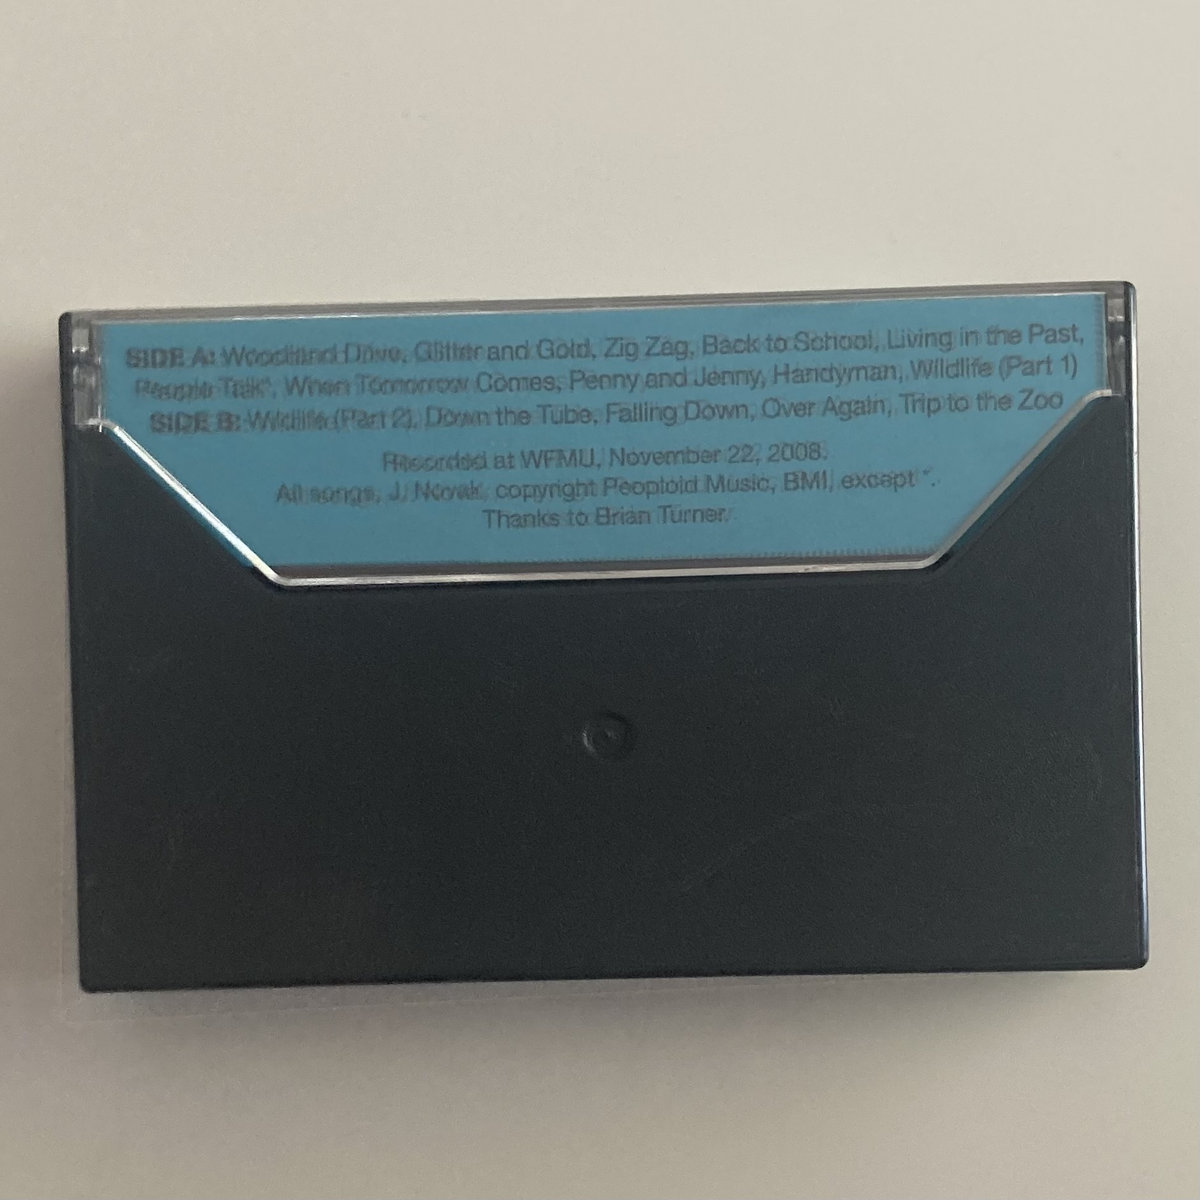 SIDE A: Woodland Drive, Glitter and Gold, Zig Zag, Back to School, Living in the Past,
People Talk*, When Tomorrow Comes, Penny and Jenny, Handyman, Wildlife (Part 1)
SIDE B: Wildlife (Part 2), Down the Tube, Falling Down, Over Again, Trip to the Zoo
Recorded at WFMU, November 22, 2008.
All songs, J. Novak, copyright Peoploid Music, BMI, except *.
Thanks to Brian Turner.